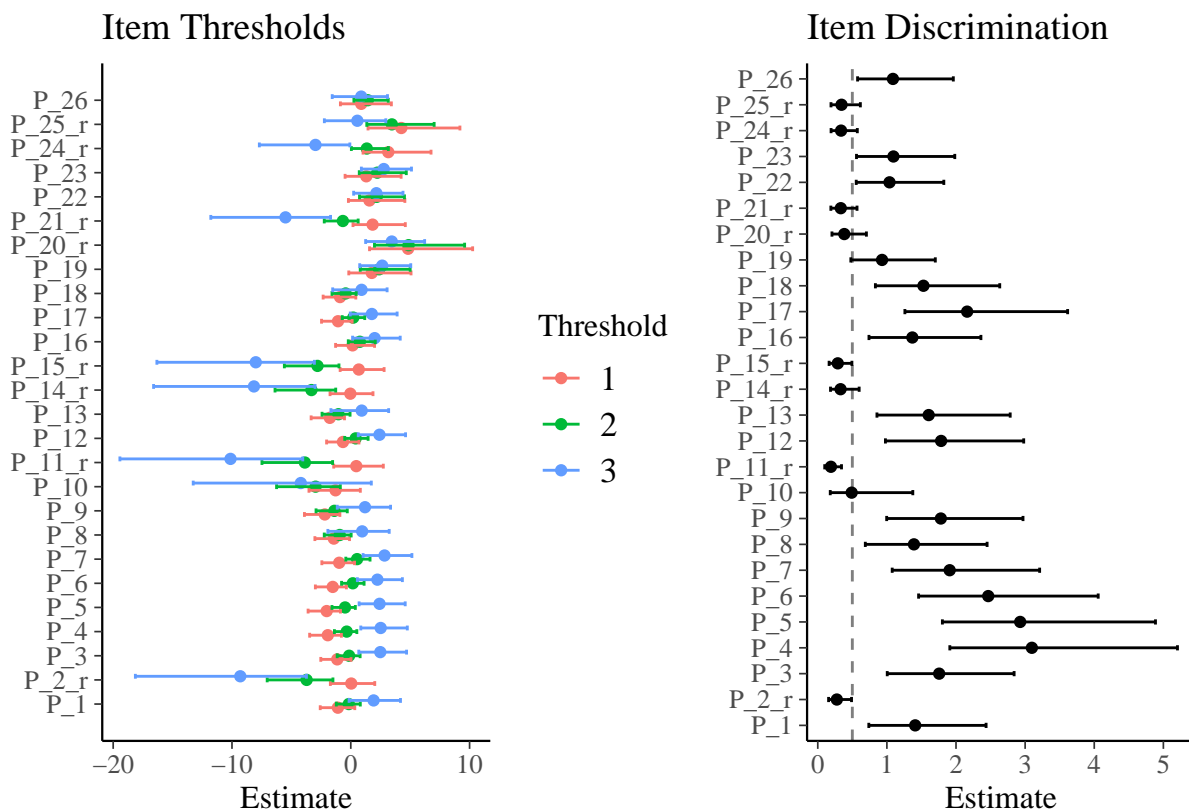 Item Thresholds
P_26
P_25_r
P_24_r
P_23
P_22
P_21_r
P_20_r
P_19
P_18
P_17
P_16
P_15_r
P_14_r
P_13
P_12
P_11_r
P_10
P_9
P_8
P_7
P_6
P_5
P_4
P_3
P_2_r
P_1
−20 −10 0 10
Estimate
Threshold
1
2
3
Item Discrimination
P_26
P_25_r
P_24_r
P_23
P_22
P_21_r
P_20_r
P_19
P_18
P_17
P_16
P_15_r
P_14_r
P_13
P_12
P_11_r
P_10
P_9
P_8
P_7
P_6
P_5
P_4
P_3
P_2_r
P_1
0 1 2 3 4 5
Estimate